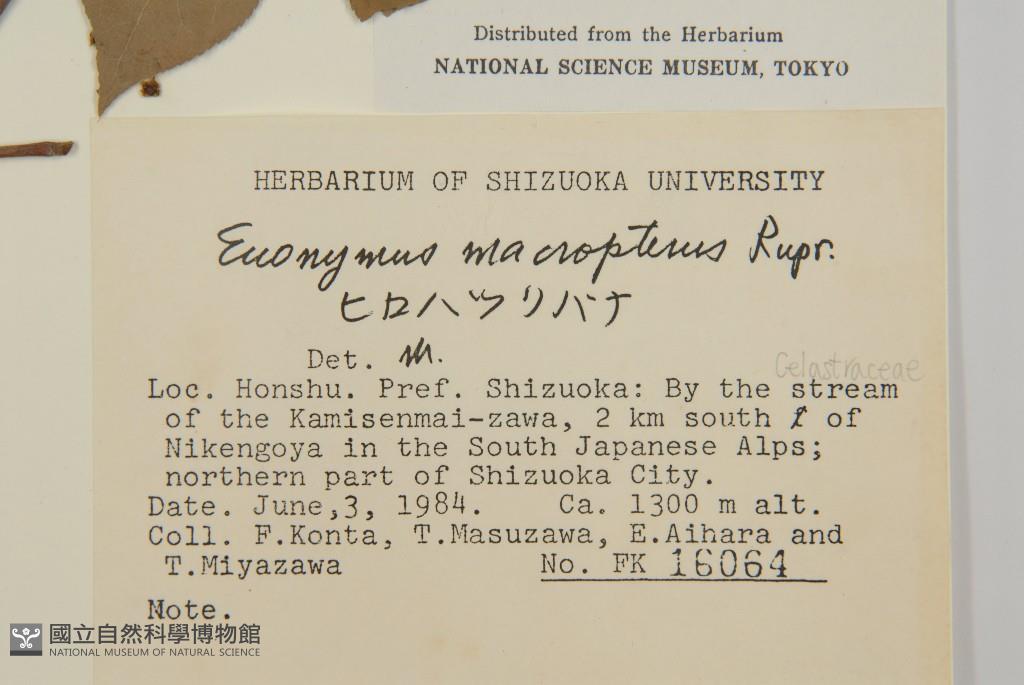 Distributed from the Herbarium
NATIONAL SCIENCE MUSEUM, TOKYO
HERBARIUM OF SHIZUOKA UNIVERSITY
Euonymus macropterus Rupr.
ヒロハツリバナ
Det. M.
Celastraceae
Loc. Honshu. Pref. Shizuoka: By the stream
of the Kamisenmai-zawa, 2 km south of
Nikengoya in the South Japanese Alps;
northern part of Shizuoka City.
Date. June,3, 1984. Ca. 1300 m alt.
Coll. F.Konta, T.Masuzawa, E.Aihara and
T.Miyazawa No. FK 16064
Note.
國立自然科學博物館
NATIONAL MUSEUM OF NATURAL SCIENCE